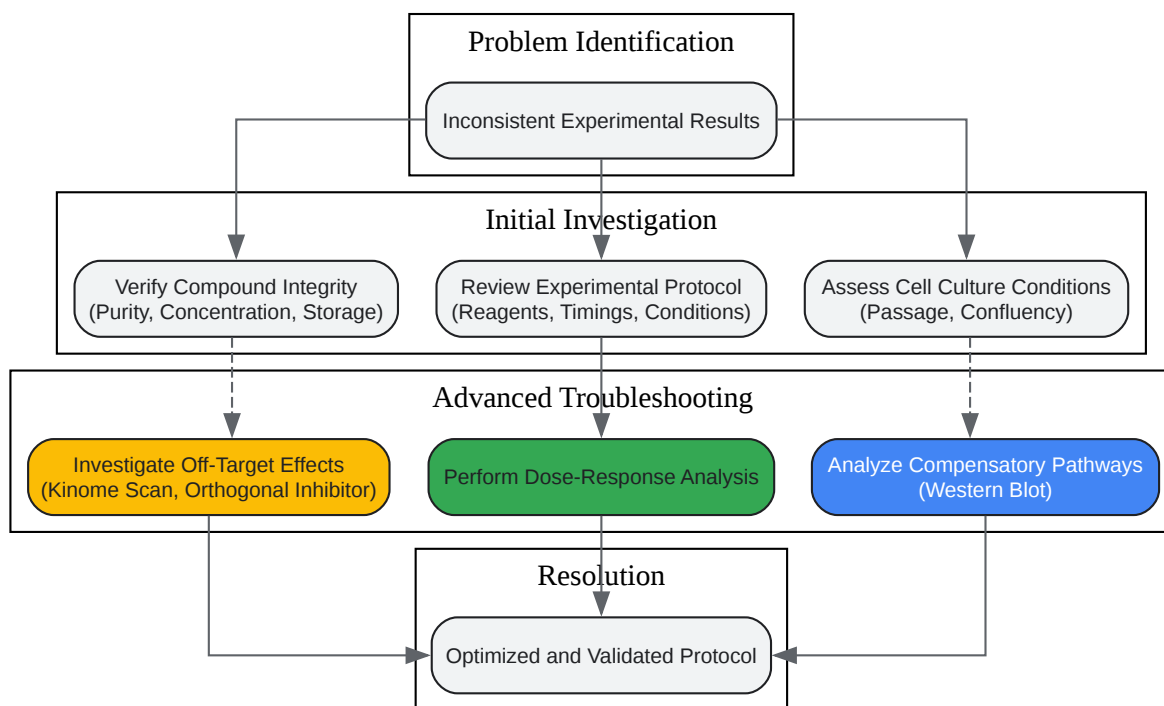 Problem Identification
Inconsistent Experimental Results
Initial Investigation
Verify Compound Integrity
(Purity, Concentration, Storage)
Review Experimental Protocol
(Reagents, Timings, Conditions)
Assess Cell Culture Conditions
(Passage, Confluency)
Advanced Troubleshooting
Investigate Off-Target Effects
(Kinome Scan, Orthogonal Inhibitor)
Perform Dose-Response Analysis
Analyze Compensatory Pathways
(Western Blot)
Resolution
Optimized and Validated Protocol